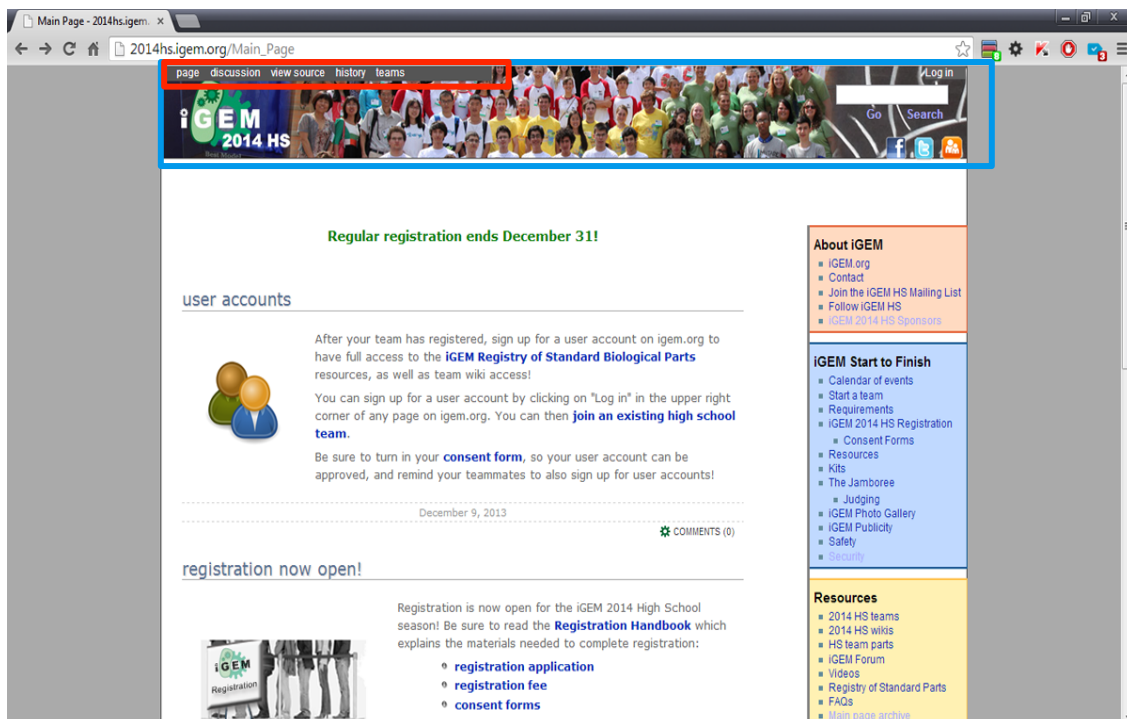 Main Page - 2014hs.igem.
2014hs.igem.org/Main_Page
page discussion view source history teams
Log in
iGEM
2014 HS
Go Search
Regular registration ends December 31!
user accounts
After your team has registered, sign up for a user account on igem.org to
have full access to the iGEM Registry of Standard Biological Parts
resources, as well as team wiki access!
You can sign up for a user account by clicking on "Log in" in the upper right
corner of any page on igem.org. You can then join an existing high school
team.
Be sure to turn in your consent form, so your user account can be
approved, and remind your teammates to also sign up for user accounts!
December 9, 2013
COMMENTS (0)
registration now open!
Registration is now open for the iGEM 2014 High School
season! Be sure to read the Registration Handbook which
explains the materials needed to complete registration:
registration application
registration fee
consent forms
iGEM
Registration
About iGEM
iGEM.org
Contact
Join the iGEM HS Mailing List
Follow iGEM HS
iGEM 2014 HS Sponsors
iGEM Start to Finish
Calendar of events
Start a team
Requirements
iGEM 2014 HS Registration
Consent Forms
Resources
Kits
The Jamboree
Judging
iGEM Photo Gallery
iGEM Publicity
Safety
Security
Resources
2014 HS teams
2014 HS wikis
HS team parts
iGEM Forum
Videos
Registry of Standard Parts
FAQs
Main page archive